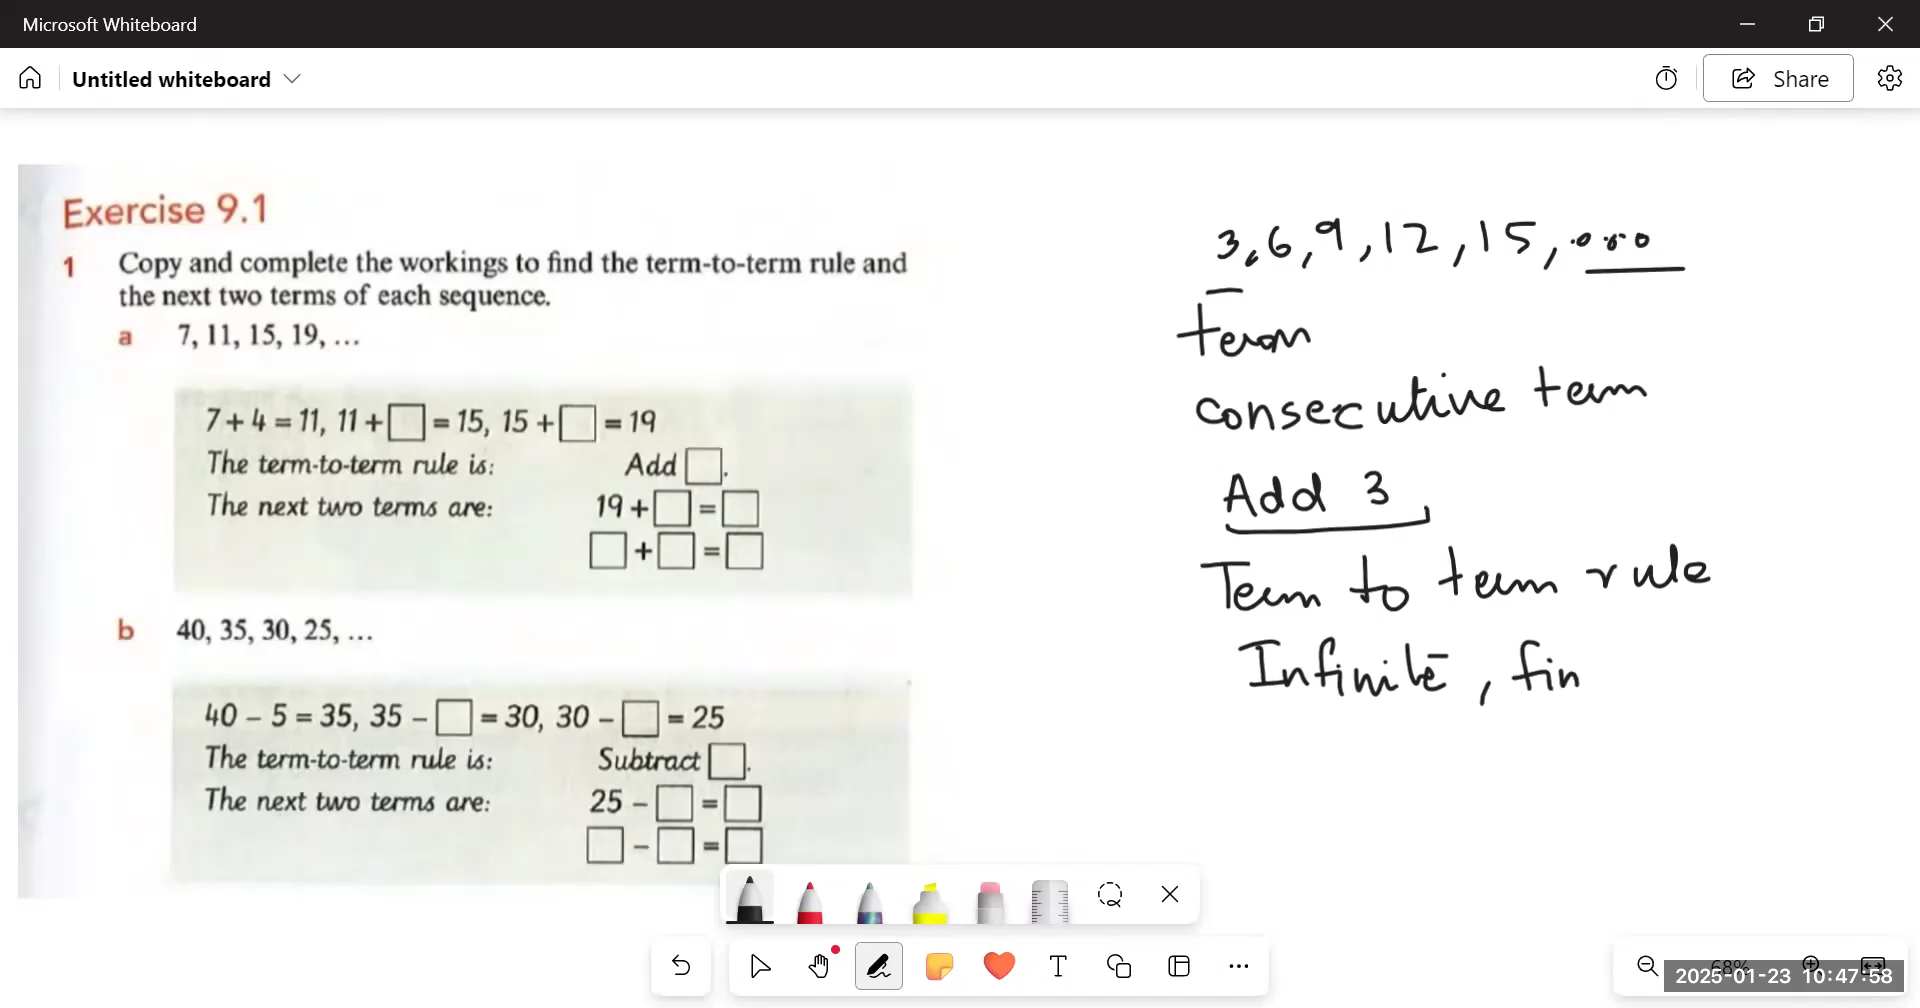 Microsoft Whiteboard
Untitled whiteboard
Share
Exercise 9.1
1 Copy and complete the workings to find the term-to-term rule and
the next two terms of each sequence.
a 7, 11, 15, 19, …
7 + 4 = 11, 11 + □ = 15, 15 + □ = 19
The term-to-term rule is: Add □.
The next two terms are: 19 + □ = □
□ + □ = □
b 40, 35, 30, 25, …
40 – 5 = 35, 35 – □ = 30, 30 – □ = 25
The term-to-term rule is: Subtract □.
The next two terms are: 25 – □ = □
□ – □ = □
3, 6, 9, 12, 15, ....
term
consecutive term
Add 3
Term to term rule
Infinite, fin
68%
2025-01-23 10:47:58